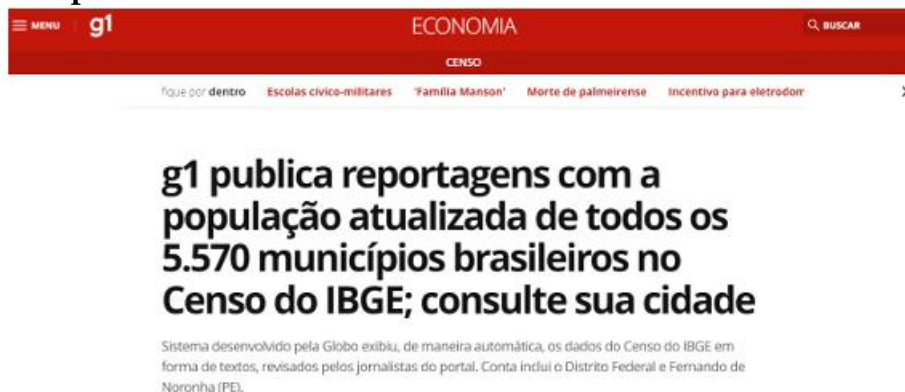 MENU g1 ECONOMIA BUSCAR
CENSO
fique por dentro Escolas cívico-militares 'Família Manson' Morte de palmeirense Incentivo para eletrodom
g1 publica reportagens com a
população atualizada de todos os
5.570 municípios brasileiros no
Censo do IBGE; consulte sua cidade
Sistema desenvolvido pela Globo exibiu, de maneira automática, os dados do Censo do IBGE em
forma de textos, revisados pelos jornalistas do portal. Conta inclui o Distrito Federal e Fernando de
Noronha (PE).